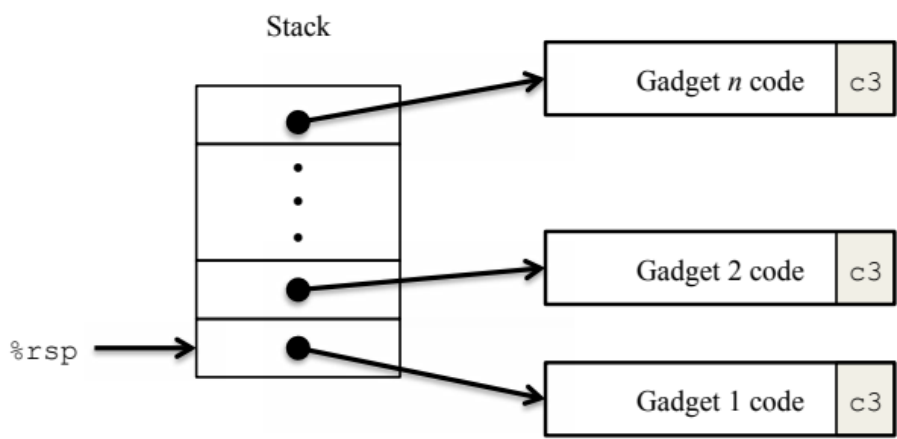 Stack
Gadget n code c3
Gadget 2 code c3
%rsp
Gadget 1 code c3